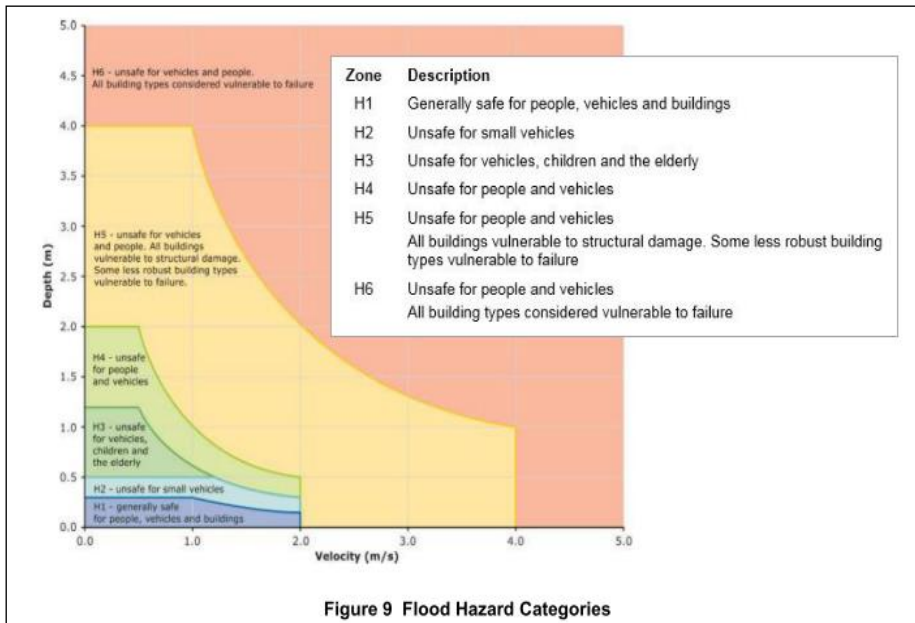 5.0
4.5
4.0
3.5
3.0
2.5
2.0
1.5
1.0
0.5
0.0
Depth (m)
H6 - unsafe for vehicles and people.
All building types considered vulnerable to failure
H5 - unsafe for vehicles
and people. All buildings
vulnerable to structural damage.
Some less robust building types
vulnerable to failure.
H4 - unsafe
for people
and vehicles
H3 - unsafe
for vehicles,
children and
the elderly
H2 - unsafe for small vehicles
H1 - generally safe
for people, vehicles and buildings
0.0 1.0 2.0 3.0 4.0 5.0
Velocity (m/s)
Zone Description
H1 Generally safe for people, vehicles and buildings
H2 Unsafe for small vehicles
H3 Unsafe for vehicles, children and the elderly
H4 Unsafe for people and vehicles
H5 Unsafe for people and vehicles
All buildings vulnerable to structural damage. Some less robust building
types vulnerable to failure
H6 Unsafe for people and vehicles
All building types considered vulnerable to failure
Figure 9 Flood Hazard Categories